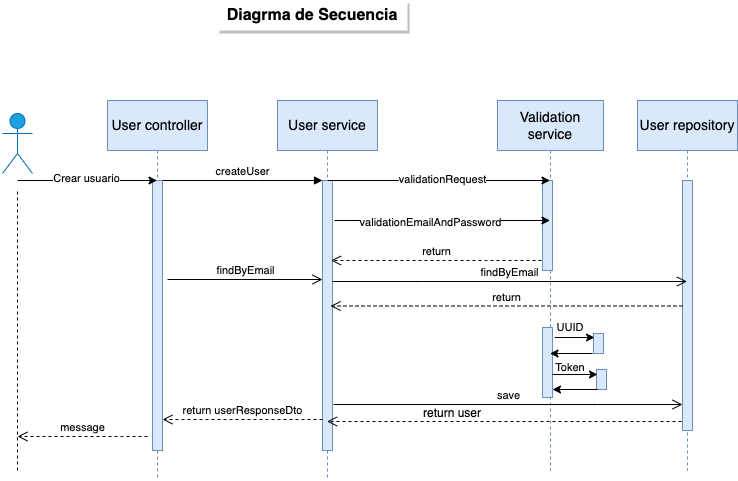 Diagrma de Secuencia
User controller
User service
Validation
service
User repository
Crear usuario
createUser
validationRequest
validationEmailAndPassword
return
findByEmail
findByEmail
return
UUID
Token
save
return userResponseDto
return user
message